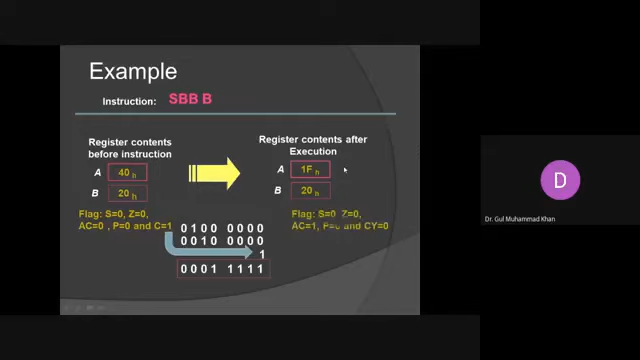 Example
Instruction: SBB B
Register contents before instruction
A 40 h
B 20 h
Flag: S=0, Z=0,
AC=0 , P=0 and C=1
Register contents after Execution
A 1F h
B 20 h
Flag: S=0 Z=0,
AC=1, P=0 and CY=0
0100 0000
0010 0000
1
0001 1111
D
Dr. Gul Muhammad Khan